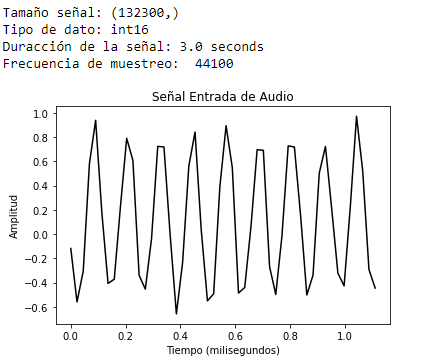 Tamaño señal: (132300,)
Tipo de dato: int16
Duracción de la señal: 3.0 seconds
Frecuencia de muestreo:  44100
Señal Entrada de Audio
1.0
0.8
0.6
0.4
0.2
0.0
−0.2
−0.4
−0.6
Amplitud
0.0 0.2 0.4 0.6 0.8 1.0
Tiempo (milisegundos)